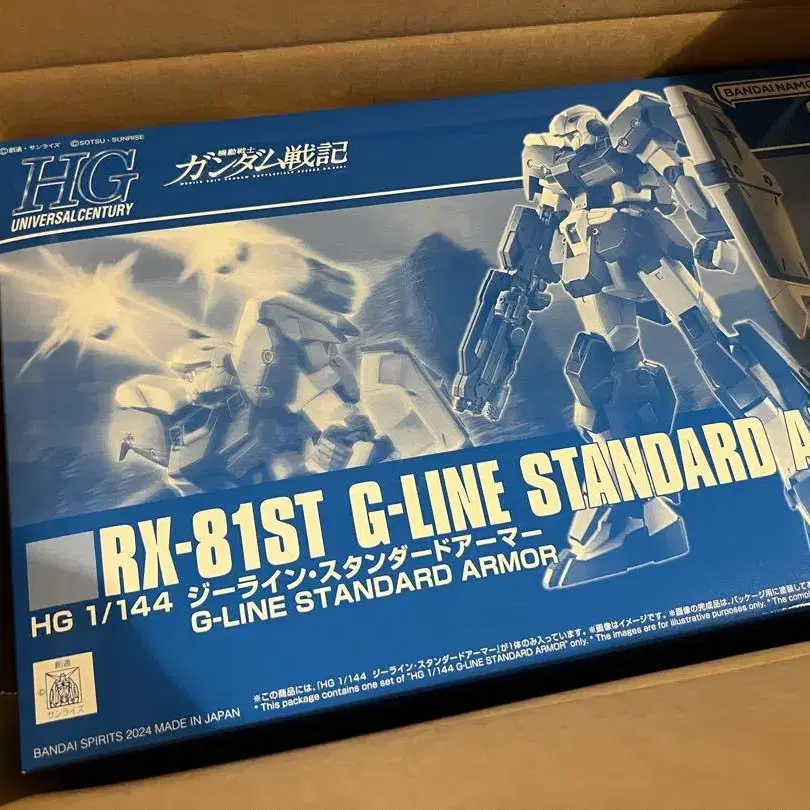 ©創通・サンライズ ©SOTSU・SUNRISE
HG
UNIVERSAL CENTURY
機動戦士
ガンダム戦記
BANDAI NAMCO
RX-81ST G-LINE STANDARD A
HG 1/144 ジーライン・スタンダードアーマー
G-LINE STANDARD ARMOR
創通
©
サンライズ
※この商品には、「HG 1/144 ジーライン・スタンダードアーマー」が1体のみ入っています。※画像はイメージです。※画像の完成品は、パッケージ用に塗装して
* This package contains one set of "HG 1/144 G-LINE STANDARD ARMOR" only. * The images are for illustrative purposes only. * The comple
BANDAI SPIRITS 2024 MADE IN JAPAN